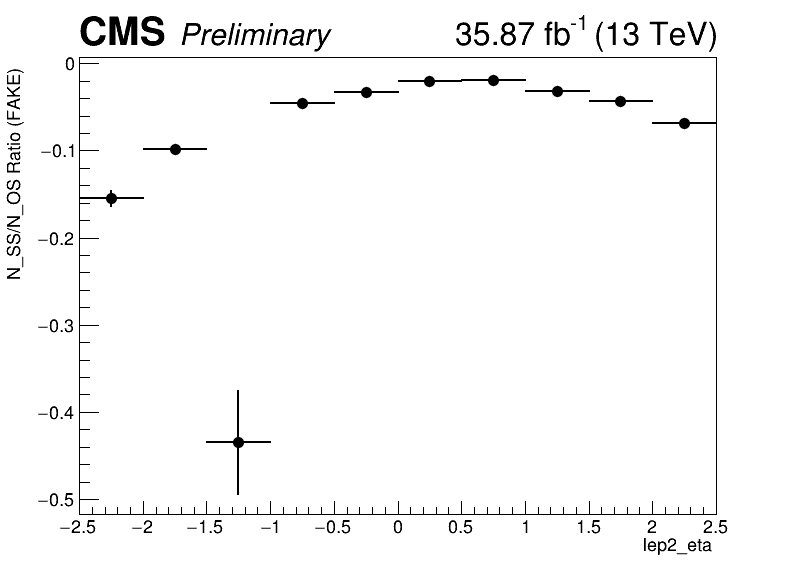 CMS Preliminary 35.87 fb⁻¹ (13 TeV)
N_SS/N_OS Ratio (FAKE)
0
−0.1
−0.2
−0.3
−0.4
−0.5
−2.5 −2 −1.5 −1 −0.5 0 0.5 1 1.5 2 2.5
lep2_eta